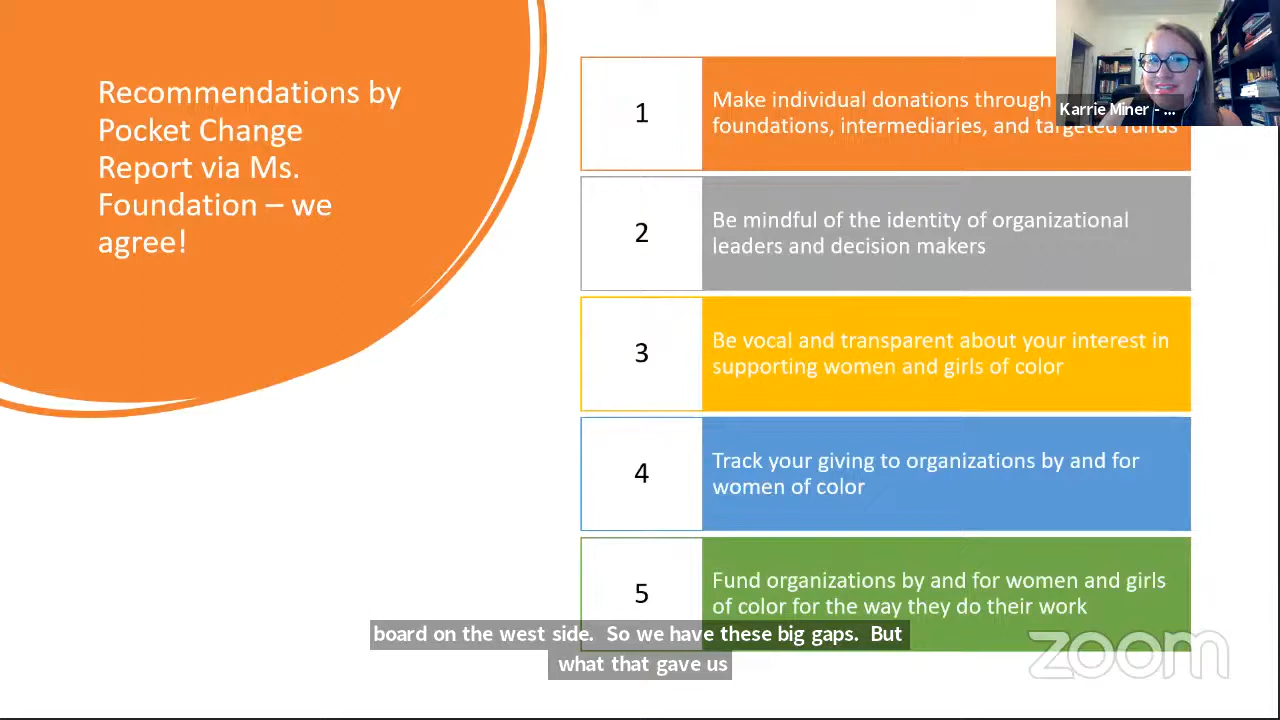 Recommendations by
Pocket Change
Report via Ms.
Foundation – we
agree!
1
Make individual donations through
foundations, intermediaries, and targeted funds
Karrie Miner - ...
2
Be mindful of the identity of organizational
leaders and decision makers
3
Be vocal and transparent about your interest in
supporting women and girls of color
4
Track your giving to organizations by and for
women of color
5
Fund organizations by and for women and girls
of color for the way they do their work
board on the west side. So we have these big gaps. But
what that gave us
zoom